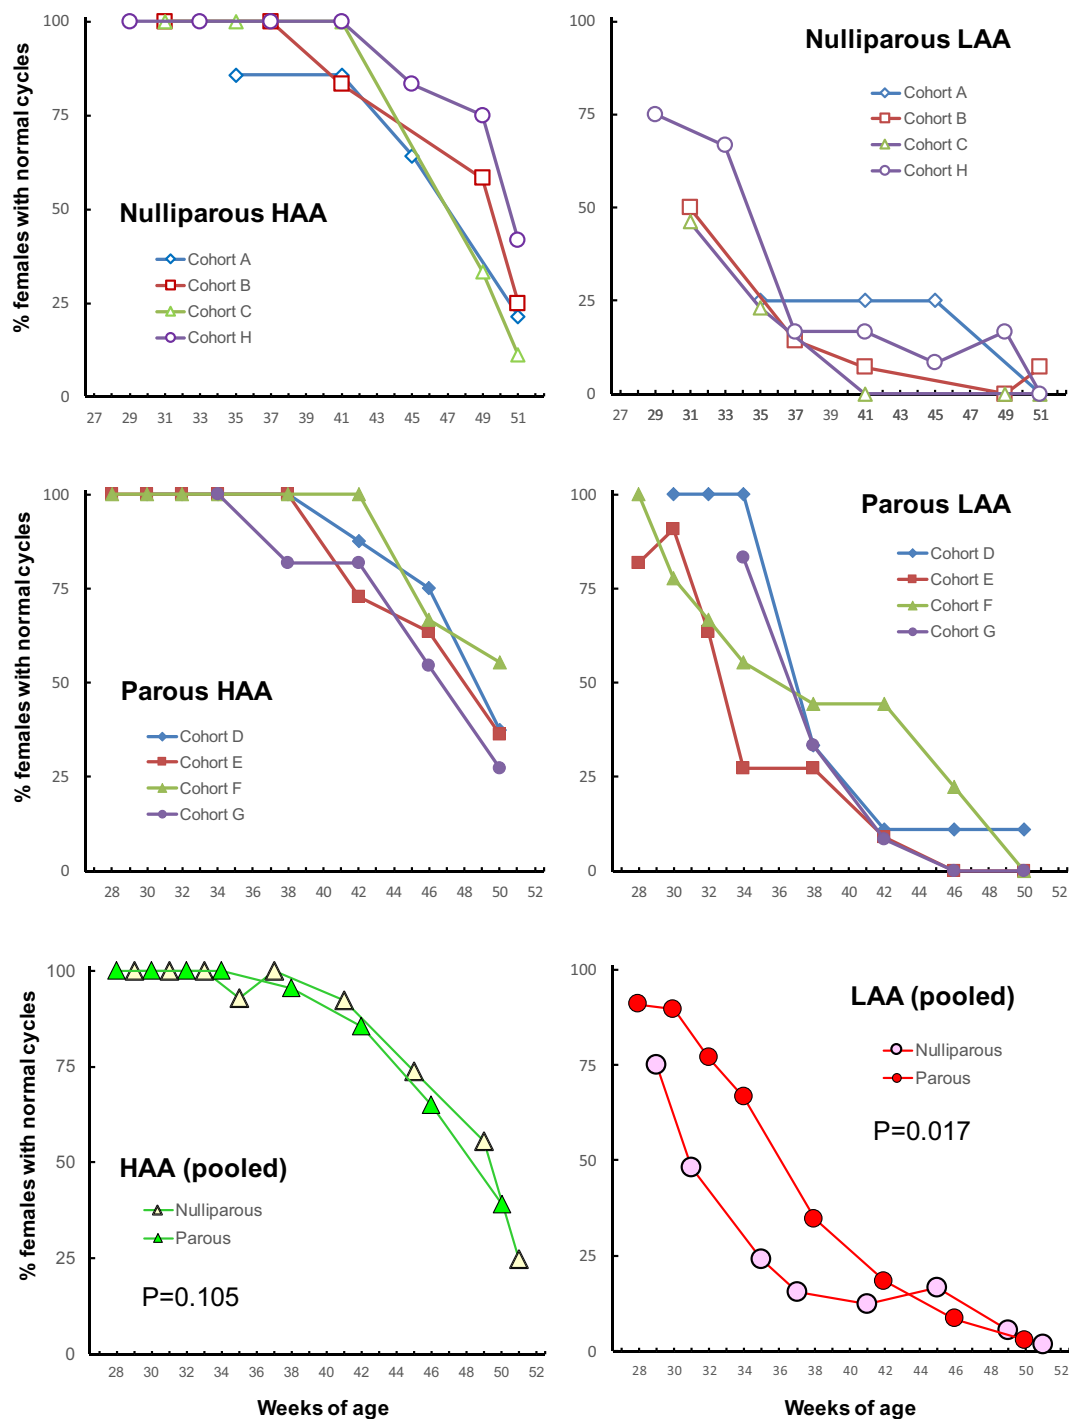 % females with normal cycles
100
75
50
25
0
Nulliparous HAA
Cohort A
Cohort B
Cohort C
Cohort H
27 29 31 33 35 37 39 41 43 45 47 49 51
100
75
50
25
0
Nulliparous LAA
Cohort A
Cohort B
Cohort C
Cohort H
27 29 31 33 35 37 39 41 43 45 47 49 51
% females with normal cycles
100
75
50
25
0
Parous HAA
Cohort D
Cohort E
Cohort F
Cohort G
28 30 32 34 36 38 40 42 44 46 48 50 52
100
75
50
25
0
Parous LAA
Cohort D
Cohort E
Cohort F
Cohort G
28 30 32 34 36 38 40 42 44 46 48 50 52
% females with normal cycles
100
75
50
25
0
HAA (pooled)
Nulliparous
Parous
P=0.105
28 30 32 34 36 38 40 42 44 46 48 50 52
Weeks of age
100
75
50
25
0
LAA (pooled)
Nulliparous
Parous
P=0.017
28 30 32 34 36 38 40 42 44 46 48 50 52
Weeks of age